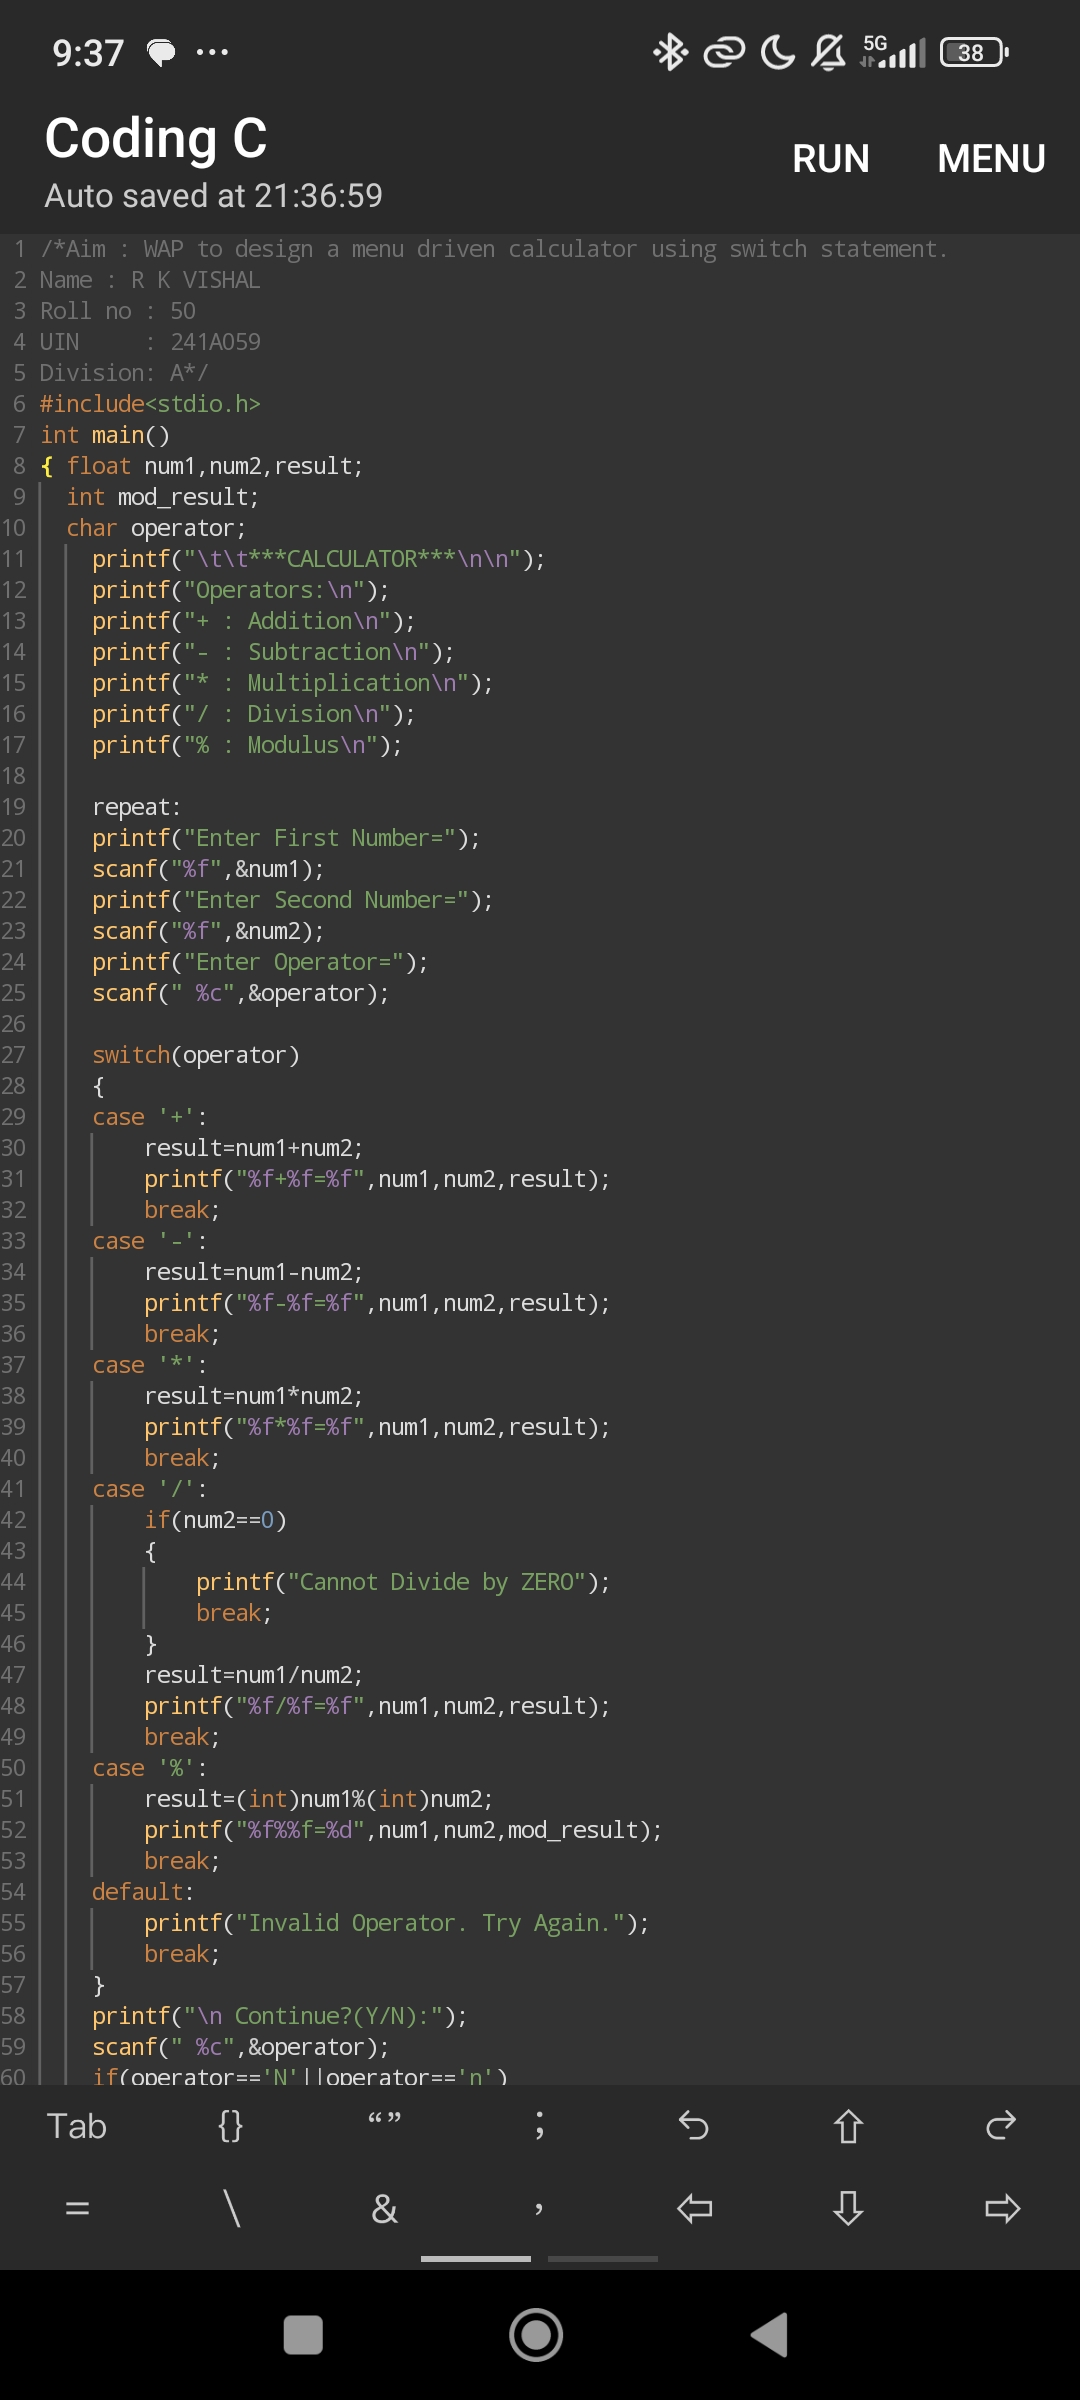 9:37 ... 5G 38
Coding C
RUN MENU
Auto saved at 21:36:59
1 /*Aim : WAP to design a menu driven calculator using switch statement.
2 Name : R K VISHAL
3 Roll no : 50
4 UIN     : 241A059
5 Division: A*/
6 #include<stdio.h>
7 int main()
8 { float num1,num2,result;
9   int mod_result;
10   char operator;
11     printf("\t\t***CALCULATOR***\n\n");
12     printf("Operators:\n");
13     printf("+ : Addition\n");
14     printf("- : Subtraction\n");
15     printf("* : Multiplication\n");
16     printf("/ : Division\n");
17     printf("% : Modulus\n");
18
19     repeat:
20     printf("Enter First Number=");
21     scanf("%f",&num1);
22     printf("Enter Second Number=");
23     scanf("%f",&num2);
24     printf("Enter Operator=");
25     scanf(" %c",&operator);
26
27     switch(operator)
28     {
29     case '+':
30         result=num1+num2;
31         printf("%f+%f=%f",num1,num2,result);
32         break;
33     case '-':
34         result=num1-num2;
35         printf("%f-%f=%f",num1,num2,result);
36         break;
37     case '*':
38         result=num1*num2;
39         printf("%f*%f=%f",num1,num2,result);
40         break;
41     case '/':
42         if(num2==0)
43         {
44             printf("Cannot Divide by ZERO");
45             break;
46         }
47         result=num1/num2;
48         printf("%f/%f=%f",num1,num2,result);
49         break;
50     case '%':
51         result=(int)num1%(int)num2;
52         printf("%f%%f=%d",num1,num2,mod_result);
53         break;
54     default:
55         printf("Invalid Operator. Try Again.");
56         break;
57     }
58     printf("\n Continue?(Y/N):");
59     scanf(" %c",&operator);
60     if(operator=='N'||operator=='n')
Tab {} “” ;
= \ & ,